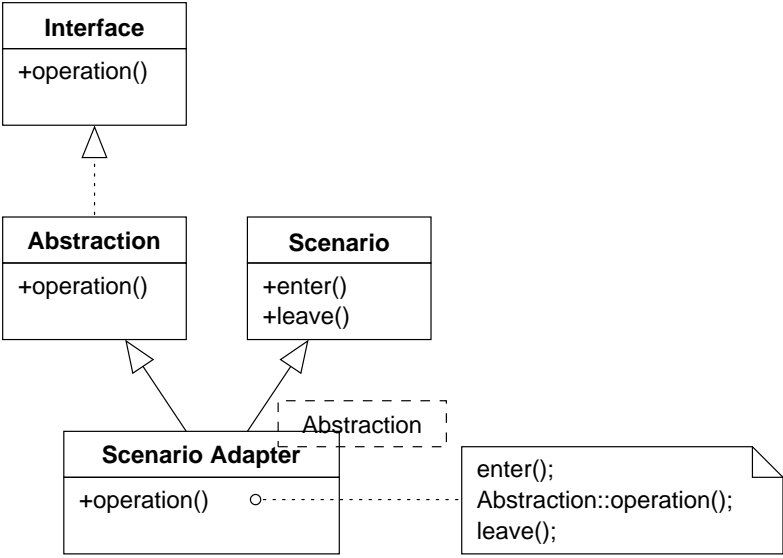 Interface
+operation()
Abstraction
+operation()
Scenario
+enter()
+leave()
Abstraction
Scenario Adapter
+operation()
enter();
Abstraction::operation();
leave();